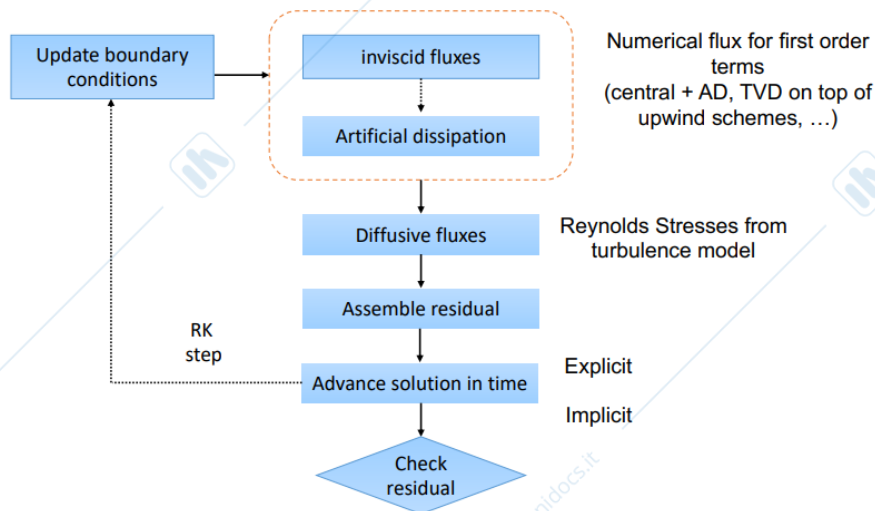 Update boundary
conditions
inviscid fluxes
Artificial dissipation
Numerical flux for first order
terms
(central + AD, TVD on top of
upwind schemes, …)
Diffusive fluxes
Reynolds Stresses from
turbulence model
Assemble residual
RK
step
Advance solution in time
Explicit
Implicit
Check
residual
nidocs.it